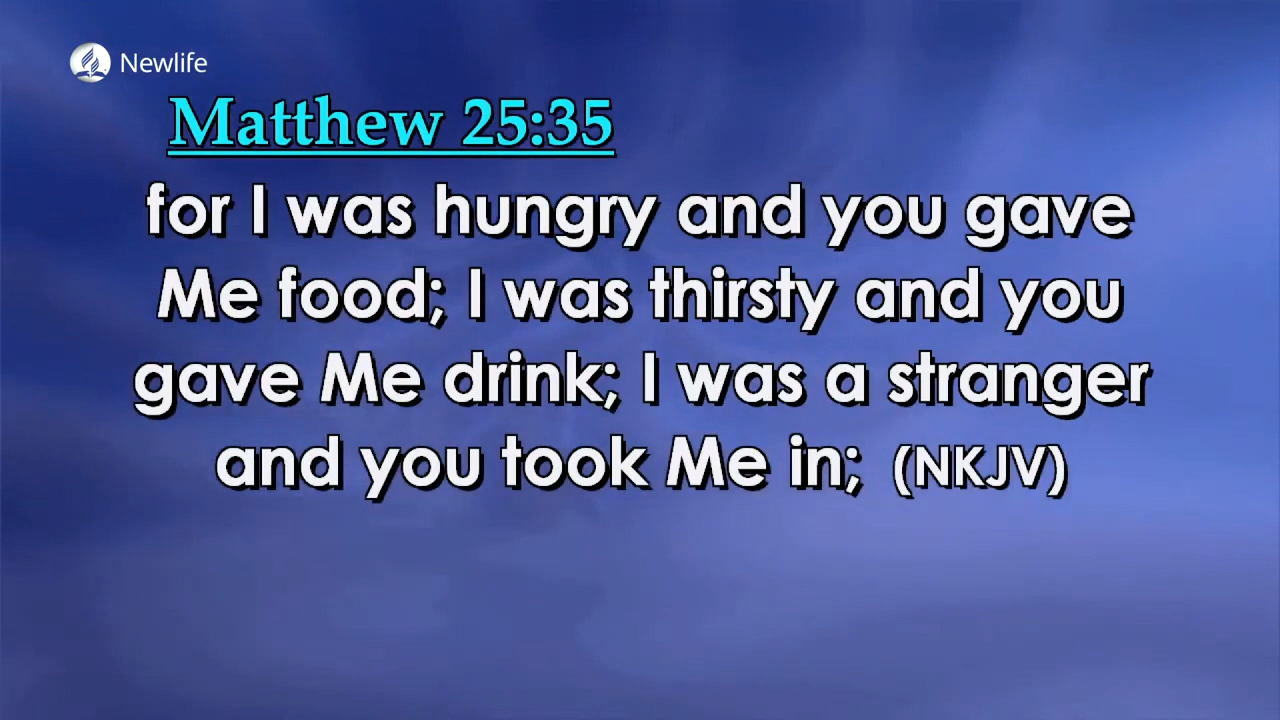 Newlife
Matthew 25:35
for I was hungry and you gave
Me food; I was thirsty and you
gave Me drink; I was a stranger
and you took Me in; (NKJV)